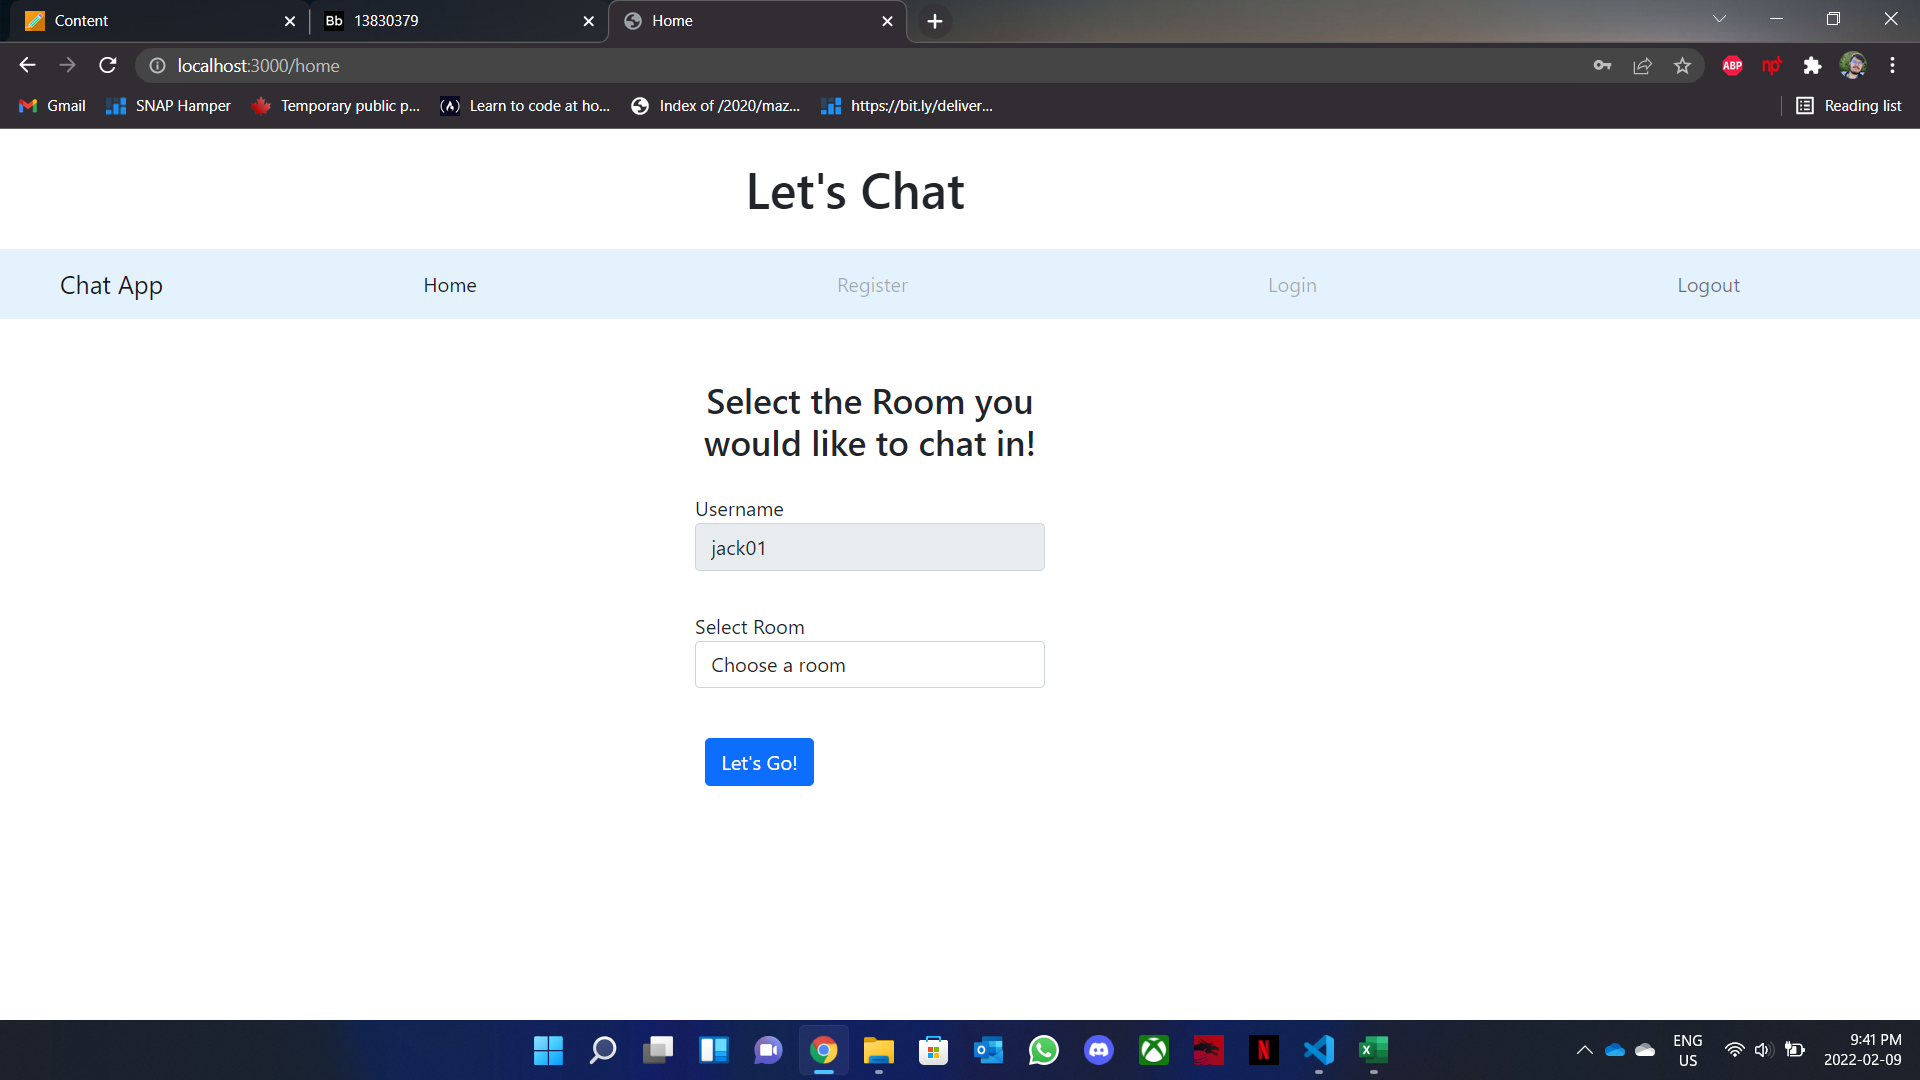 Content
Bb 13830379
Home
localhost:3000/home
ABP
Gmail
SNAP Hamper
Temporary public p...
Learn to code at ho...
Index of /2020/maz...
https://bit.ly/deliver...
Reading list
Let's Chat
Chat App
Home
Register
Login
Logout
Select the Room you
would like to chat in!
Username
jack01
Select Room
Choose a room
Let's Go!
ENG
US
9:41 PM
2022-02-09